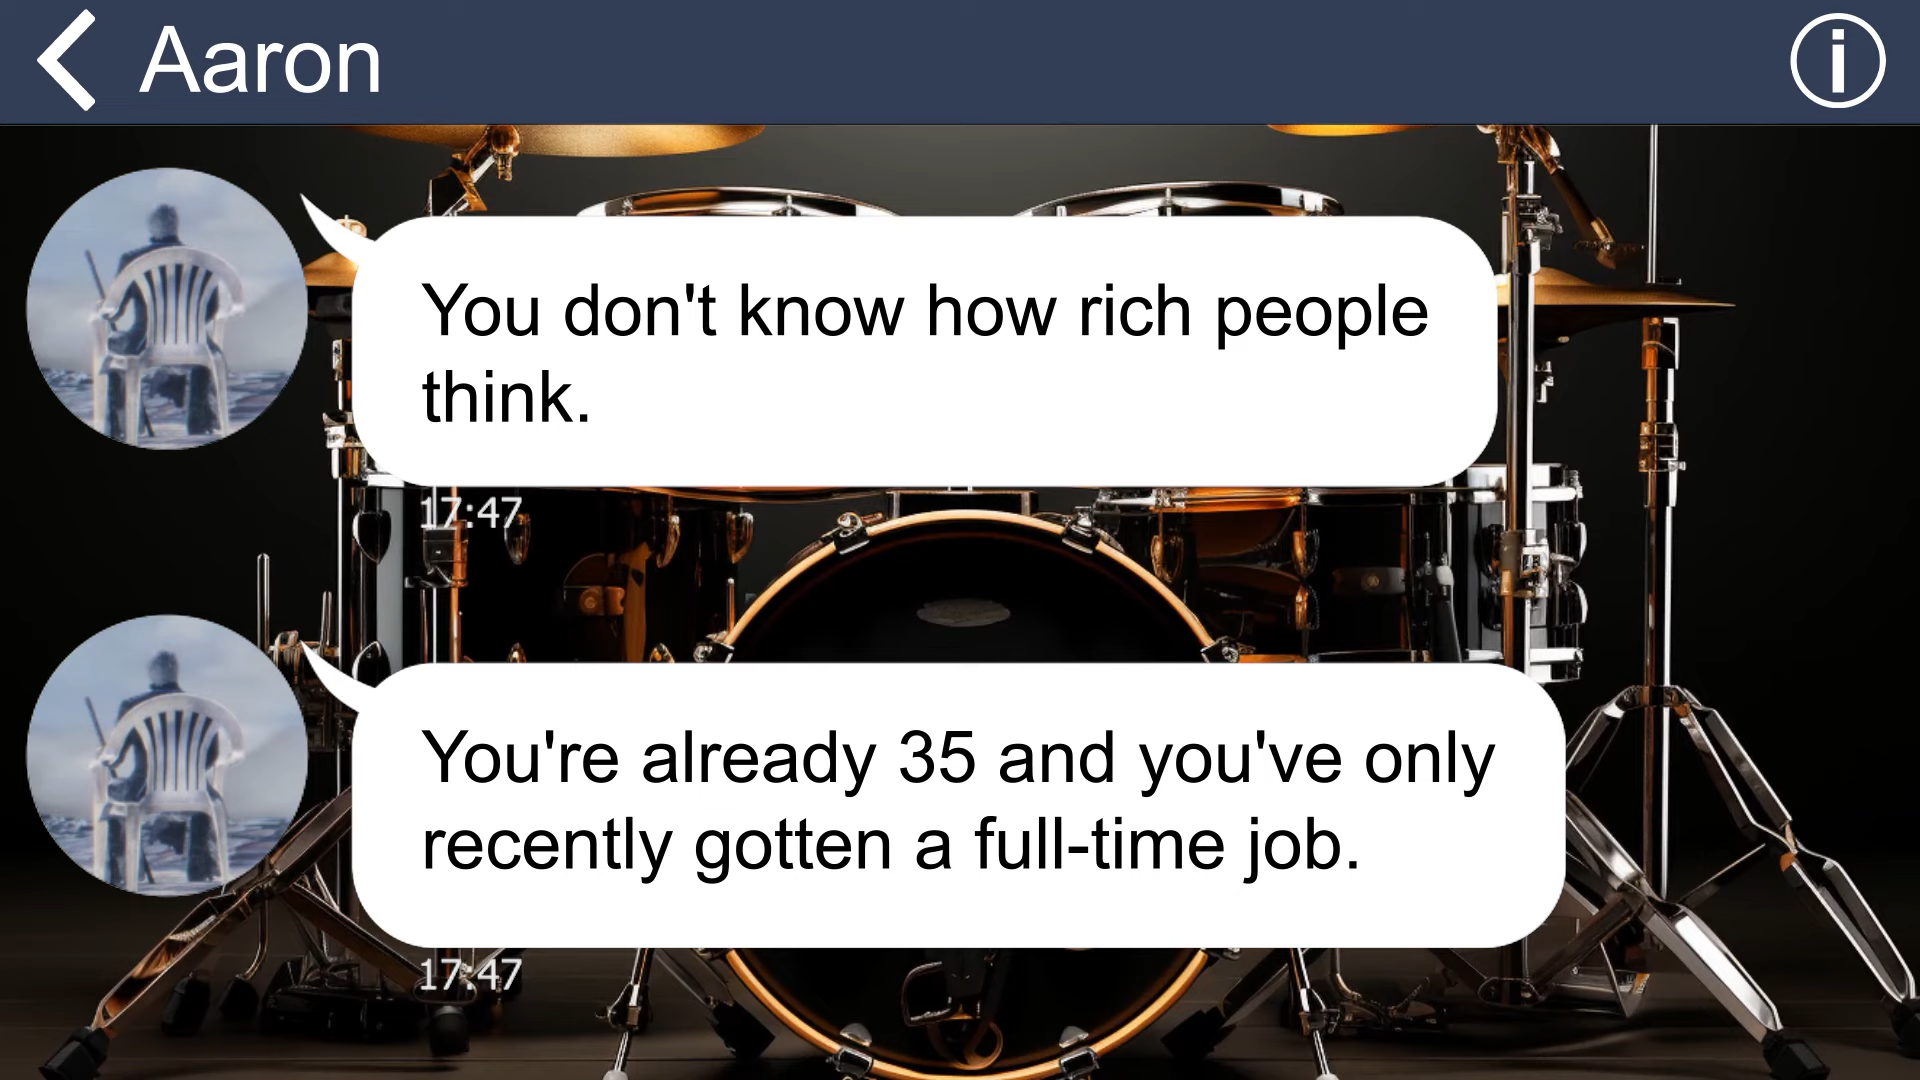 Aaron
You don't know how rich people
think.
17:47
You're already 35 and you've only
recently gotten a full-time job.
17:47